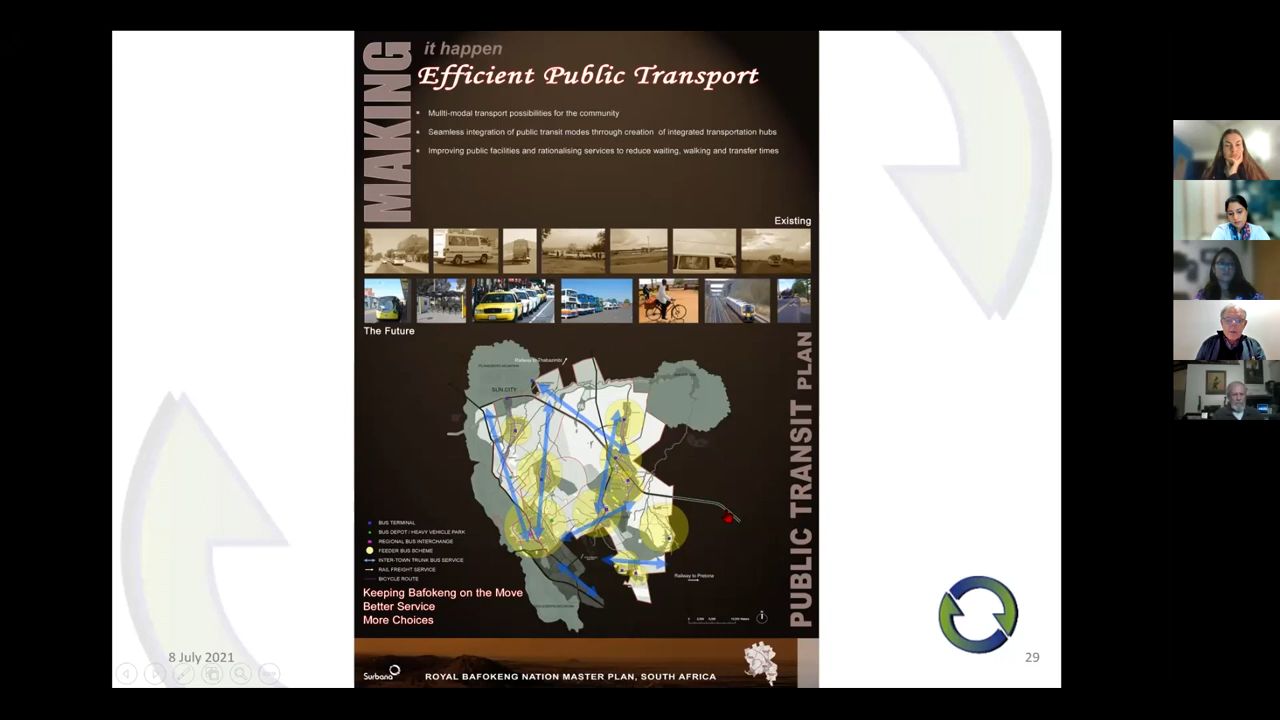 MAKING
it happen
Efficient Public Transport
Multti-modal transport possibilities for the community
Seamless integration of public transit modes thrrough creation of integrated transportation hubs
Improving public facilities and rationalising services to reduce waiting, walking and transfer times
Existing
The Future
PUBLIC TRANSIT PLAN
Railway to Thabazimbi
SUN CITY
BUS TERMINAL
BUS DEPOT / HEAVY VEHICLE PARK
REGIONAL BUS INTERCHANGE
FEEDER BUS SCHEME
INTER-TOWN TRUNK BUS SERVICE
RAIL FREIGHT SERVICE
BICYCLE ROUTE
Railway to Pretoria
Keeping Bafokeng on the Move
Better Service
More Choices
Surbana
ROYAL BAFOKENG NATION MASTER PLAN, SOUTH AFRICA
8 July 2021
29